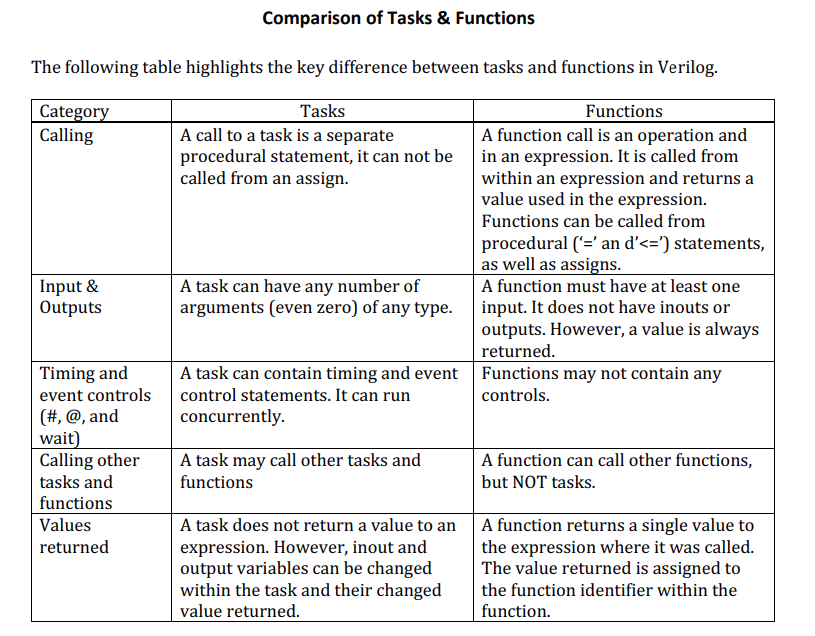 Comparison of Tasks & Functions
The following table highlights the key difference between tasks and functions in Verilog.
Category Tasks Functions
Calling
A call to a task is a separate
procedural statement, it can not be
called from an assign.
A function call is an operation and
in an expression. It is called from
within an expression and returns a
value used in the expression.
Functions can be called from
procedural (‘=’ an d’<=’) statements,
as well as assigns.
Input &
Outputs
A task can have any number of
arguments (even zero) of any type.
A function must have at least one
input. It does not have inouts or
outputs. However, a value is always
returned.
Timing and
event controls
(#, @, and
wait)
A task can contain timing and event
control statements. It can run
concurrently.
Functions may not contain any
controls.
Calling other
tasks and
functions
A task may call other tasks and
functions
A function can call other functions,
but NOT tasks.
Values
returned
A task does not return a value to an
expression. However, inout and
output variables can be changed
within the task and their changed
value returned.
A function returns a single value to
the expression where it was called.
The value returned is assigned to
the function identifier within the
function.